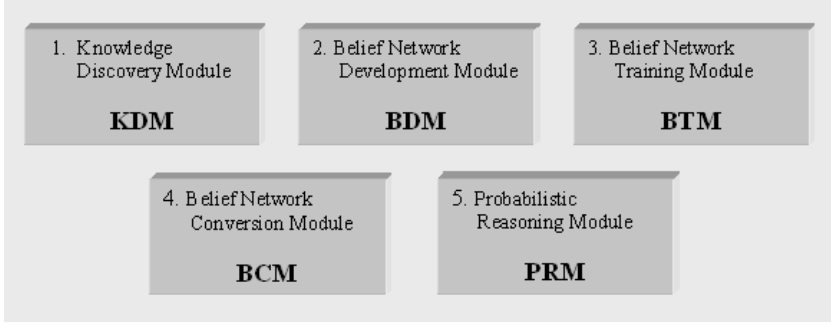 1. Knowledge
Discovery Module
KDM
2. Belief Network
Development Module
BDM
3. Belief Network
Training Module
BTM
4. Belief Network
Conversion Module
BCM
5. Probabilistic
Reasoning Module
PRM